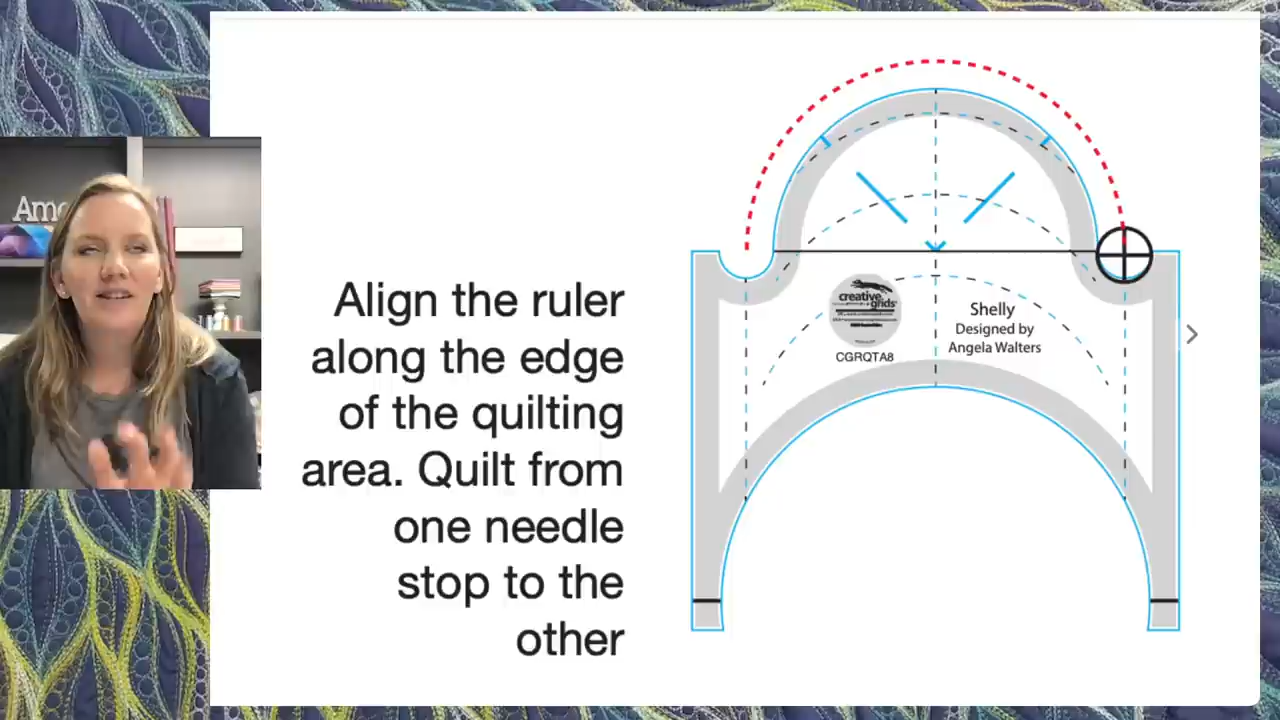 Align the ruler
along the edge
of the quilting
area. Quilt from
one needle
stop to the
other
creative
grids
CGRQTA8
Shelly
Designed by
Angela Walters